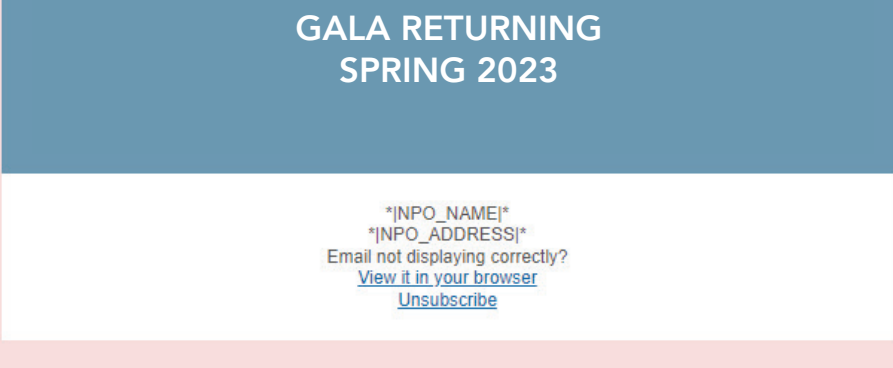 GALA RETURNING
SPRING 2023
*|NPO_NAME|*
*|NPO_ADDRESS|*
Email not displaying correctly?
View it in your browser
Unsubscribe